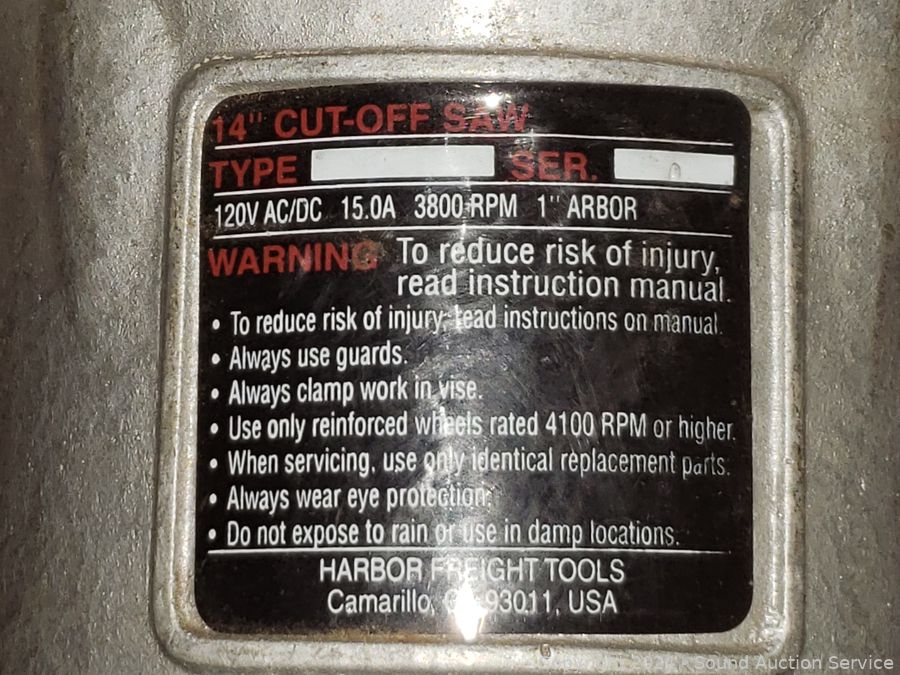 14" CUT-OFF SAW
TYPE SER.
120V AC/DC 15.0A 3800 RPM 1" ARBOR
WARNING To reduce risk of injury,
read instruction manual.
• To reduce risk of injury, read instructions on manual.
• Always use guards.
• Always clamp work in vise.
• Use only reinforced wheels rated 4100 RPM or higher.
• When servicing, use only identical replacement parts.
• Always wear eye protection.
• Do not expose to rain or use in damp locations.
HARBOR FREIGHT TOOLS
Camarillo, 93011, USA
Sound Auction Service